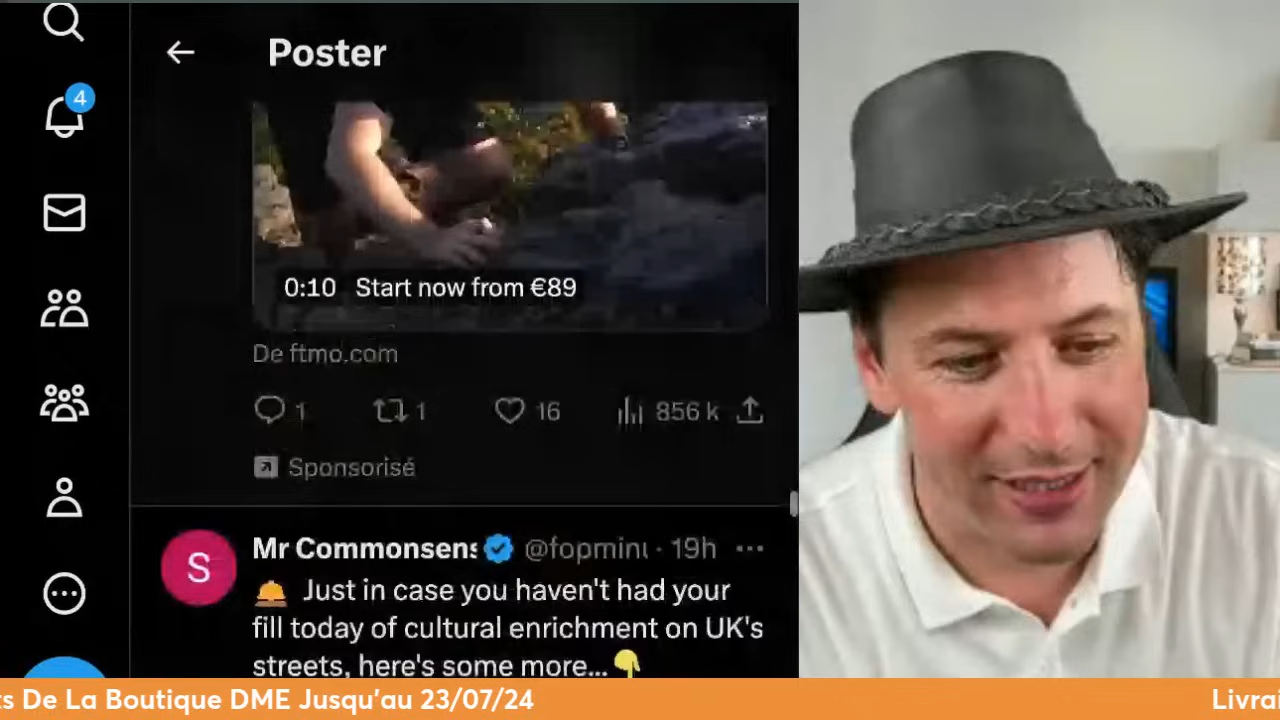 4
Poster
0:10 Start now from €89
De ftmo.com
1 1 16 856 k
Sponsorisé
S
Mr Commonsens @fopminu · 19h
Just in case you haven't had your
fill today of cultural enrichment on UK's
streets, here's some more...
ts De La Boutique DME Jusqu'au 23/07/24
Livrai